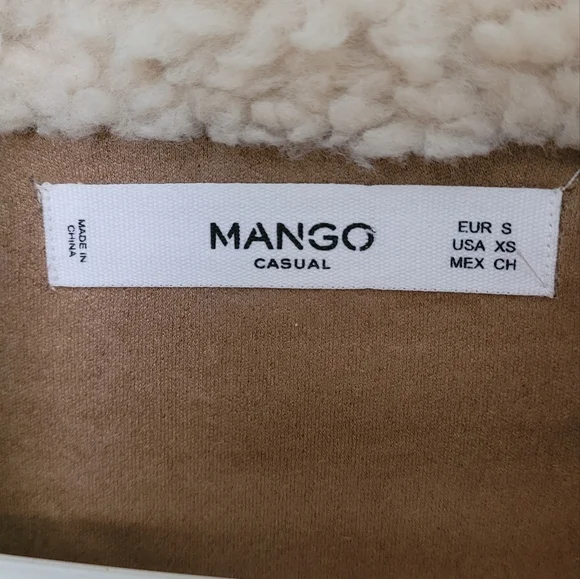 MADE IN
CHINA
MANGO
CASUAL
EUR S
USA XS
MEX CH